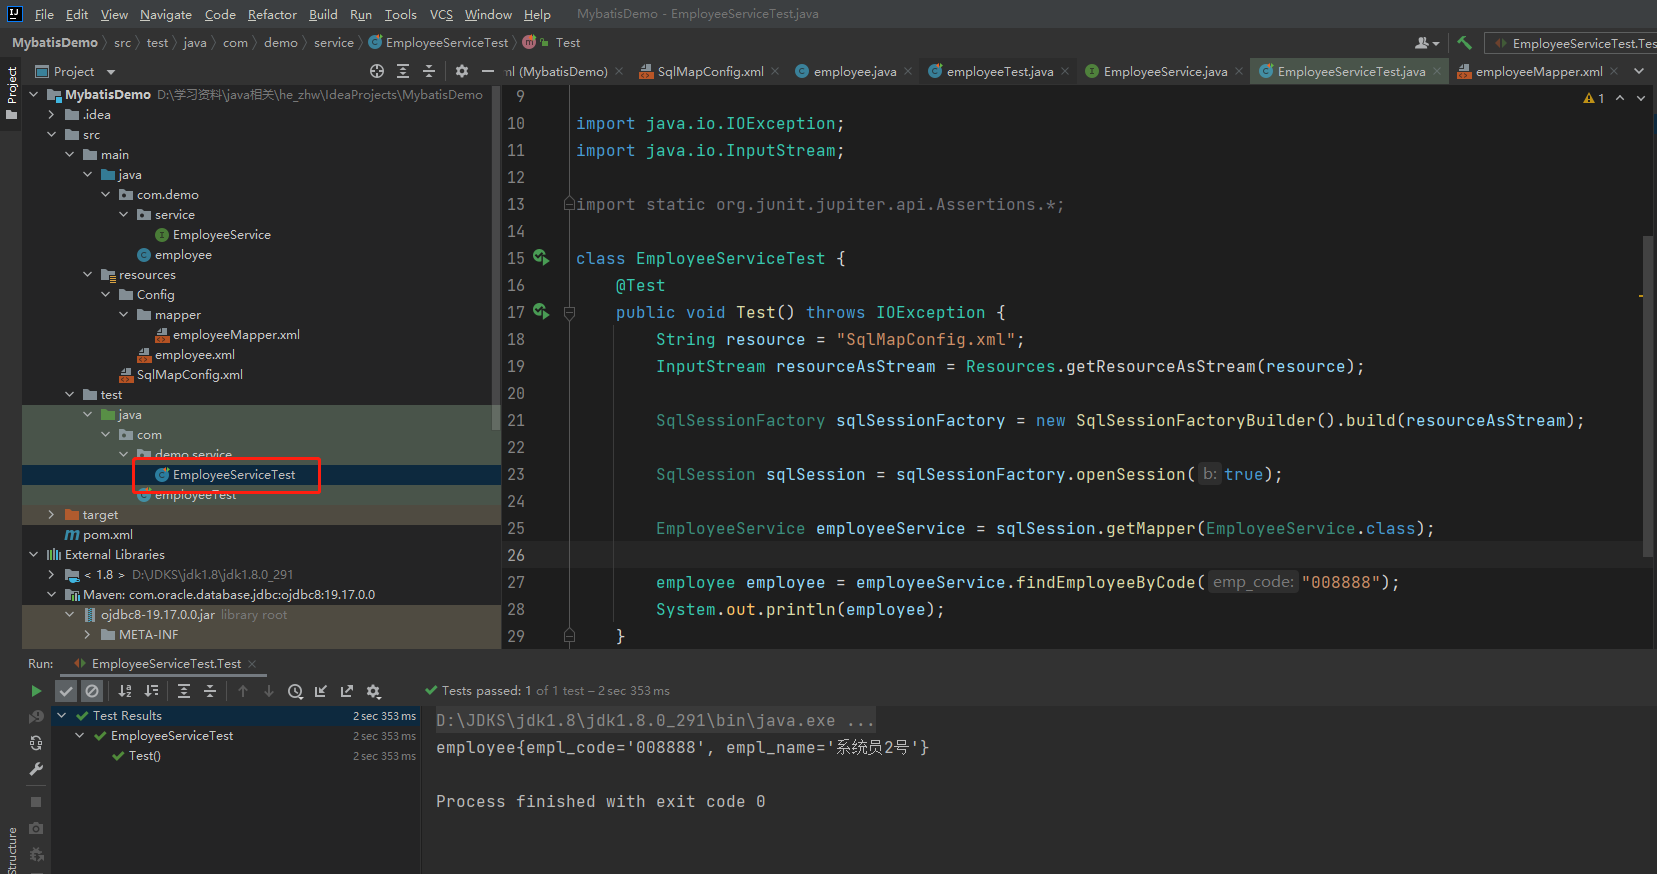 File Edit View Navigate Code Refactor Build Run Tools VCS Window Help MybatisDemo - EmployeeServiceTest.java
MybatisDemo src test java com demo service EmployeeServiceTest Test EmployeeServiceTest.Tes
Project
Project ml (MybatisDemo) SqlMapConfig.xml employee.java employeeTest.java EmployeeService.java EmployeeServiceTest.java employeeMapper.xml
MybatisDemo D:\学习资料\java相关\he_zhw\IdeaProjects\MybatisDemo
.idea
src
main
java
com.demo
service
EmployeeService
employee
resources
Config
mapper
employeeMapper.xml
employee.xml
SqlMapConfig.xml
test
java
com
demo.service
EmployeeServiceTest
employeeTest
target
pom.xml
External Libraries
< 1.8 > D:\JDKS\jdk1.8\jdk1.8.0_291
Maven: com.oracle.database.jdbc:ojdbc8:19.17.0.0
ojdbc8-19.17.0.0.jar library root
META-INF
1
9
10 import java.io.IOException;
11 import java.io.InputStream;
12
13 import static org.junit.jupiter.api.Assertions.*;
14
15 class EmployeeServiceTest {
16 @Test
17 public void Test() throws IOException {
18 String resource = "SqlMapConfig.xml";
19 InputStream resourceAsStream = Resources.getResourceAsStream(resource);
20
21 SqlSessionFactory sqlSessionFactory = new SqlSessionFactoryBuilder().build(resourceAsStream);
22
23 SqlSession sqlSession = sqlSessionFactory.openSession( b: true);
24
25 EmployeeService employeeService = sqlSession.getMapper(EmployeeService.class);
26
27 employee employee = employeeService.findEmployeeByCode( emp_code: "008888");
28 System.out.println(employee);
29 }
Run: EmployeeServiceTest.Test
Tests passed: 1 of 1 test – 2 sec 353 ms
Test Results 2 sec 353 ms
EmployeeServiceTest 2 sec 353 ms
Test() 2 sec 353 ms
D:\JDKS\jdk1.8\jdk1.8.0_291\bin\java.exe ...
employee{empl_code='008888', empl_name='系统员2号'}
Process finished with exit code 0
Structure